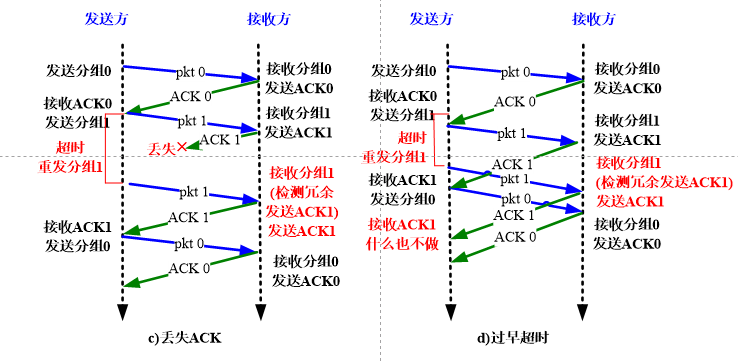 发送方
接收方
发送分组0
pkt 0
接收分组0
发送ACK0
ACK 0
接收ACK0
发送分组1
pkt 1
接收分组1
发送ACK1
ACK 1
丢失
超时
重发分组1
pkt 1
接收分组1
(检测冗余
发送ACK1)
发送ACK1
ACK 1
接收ACK1
发送分组0
pkt 0
ACK 0
接收分组0
发送ACK0
c)丢失ACK
发送方
接收方
发送分组0
pkt 0
接收分组0
发送ACK0
ACK 0
接收ACK0
发送分组1
pkt 1
接收分组1
发送ACK1
超时
重发分组1
ACK 1
pkt 1
接收分组1
(检测冗余发送ACK1)
发送ACK1
接收ACK1
发送分组0
pkt 0
ACK 1
接收ACK1
什么也不做
ACK 0
接收分组0
发送ACK0
d)过早超时